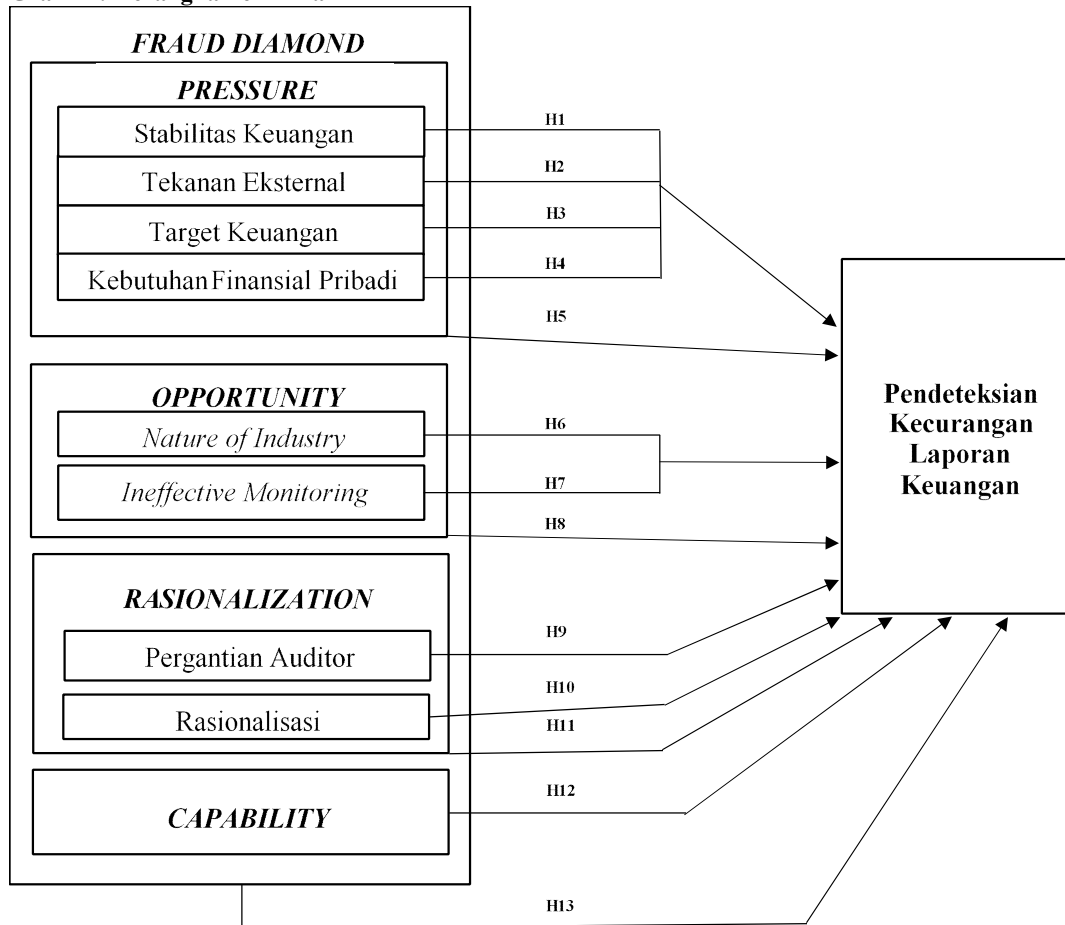 FRAUD DIAMOND
PRESSURE
Stabilitas Keuangan
Tekanan Eksternal
Target Keuangan
Kebutuhan Finansial Pribadi
H1
H2
H3
H4
H5
OPPORTUNITY
Nature of Industry
Ineffective Monitoring
H6
H7
H8
RASIONALIZATION
Pergantian Auditor
Rasionalisasi
H9
H10
H11
CAPABILITY
H12
H13
Pendeteksian
Kecurangan
Laporan
Keuangan